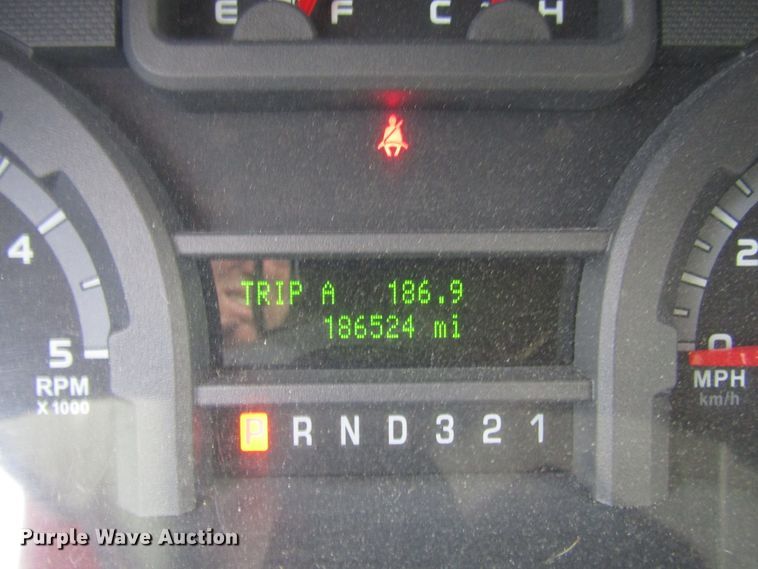 E F C H
4
TRIP A 186.9
186524 mi
5
RPM
X 1000
2
0
MPH
km/h
P R N D 3 2 1
Purple Wave Auction